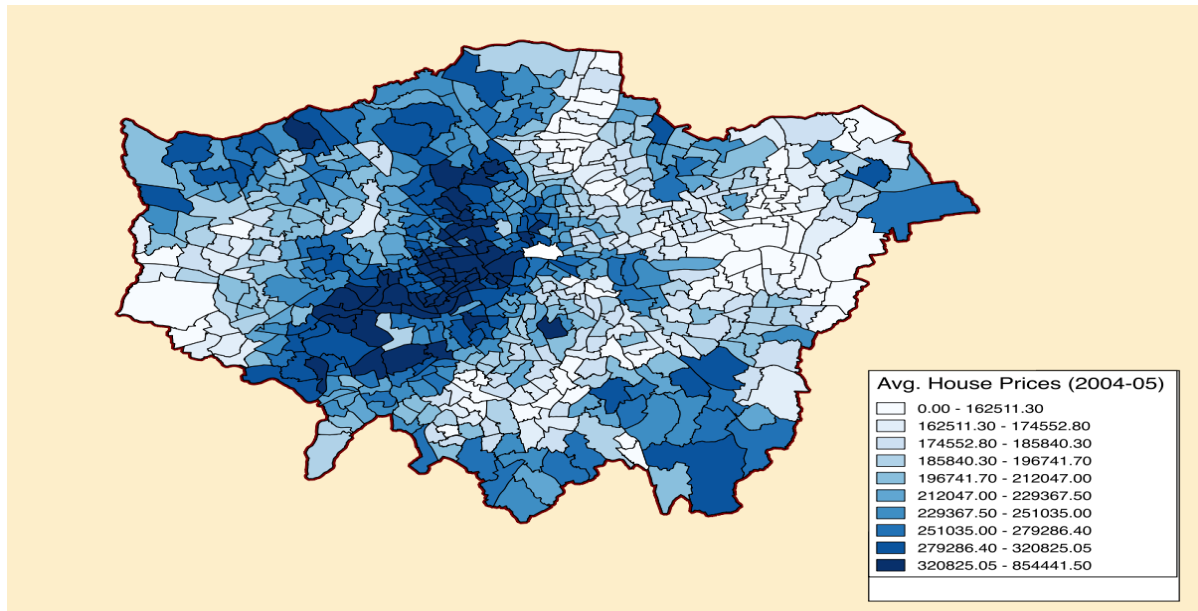 Avg. House Prices (2004-05)
0.00 - 162511.30
162511.30 - 174552.80
174552.80 - 185840.30
185840.30 - 196741.70
196741.70 - 212047.00
212047.00 - 229367.50
229367.50 - 251035.00
251035.00 - 279286.40
279286.40 - 320825.05
320825.05 - 854441.50